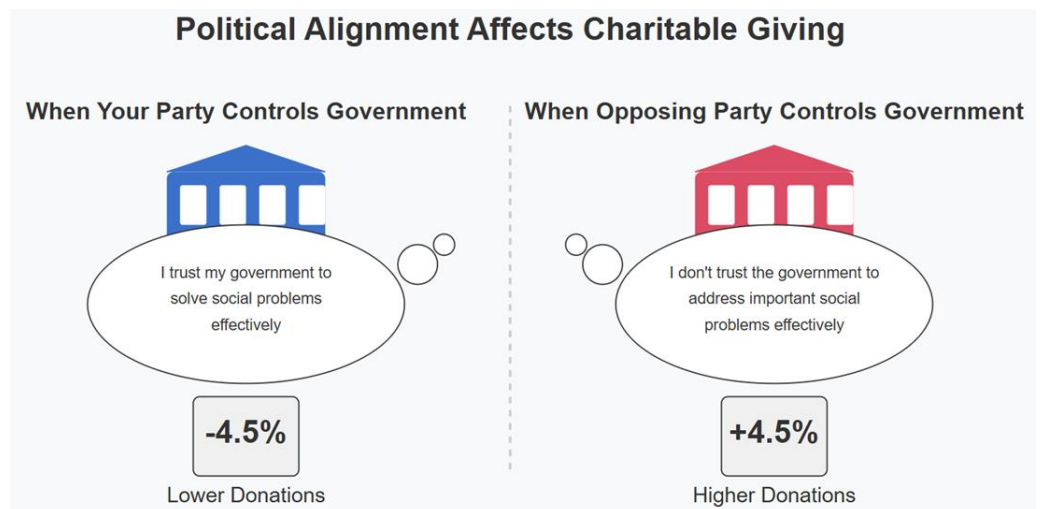 Political Alignment Affects Charitable Giving
When Your Party Controls Government
I trust my government to
solve social problems
effectively
-4.5%
Lower Donations
When Opposing Party Controls Government
I don't trust the government to
address important social
problems effectively
+4.5%
Higher Donations